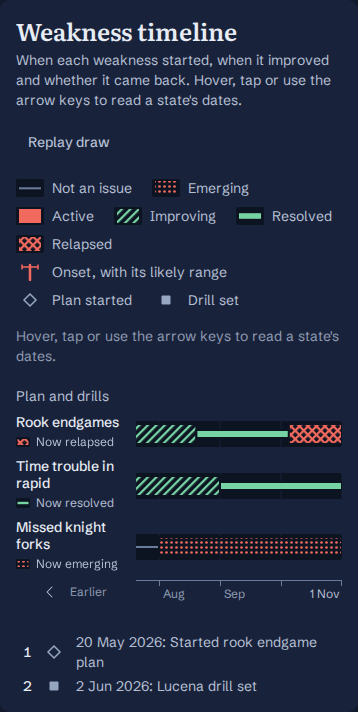 Weakness timeline
When each weakness started, when it improved
and whether it came back. Hover, tap or use the
arrow keys to read a state's dates.
Replay draw
Not an issue Emerging
Active Improving Resolved
Relapsed
Onset, with its likely range
Plan started Drill set
Hover, tap or use the arrow keys to read a state's
dates.
Plan and drills
Rook endgames
Now relapsed
Time trouble in
rapid
Now resolved
Missed knight
forks
Now emerging
Earlier Aug Sep 1 Nov
1 20 May 2026: Started rook endgame
plan
2 2 Jun 2026: Lucena drill set